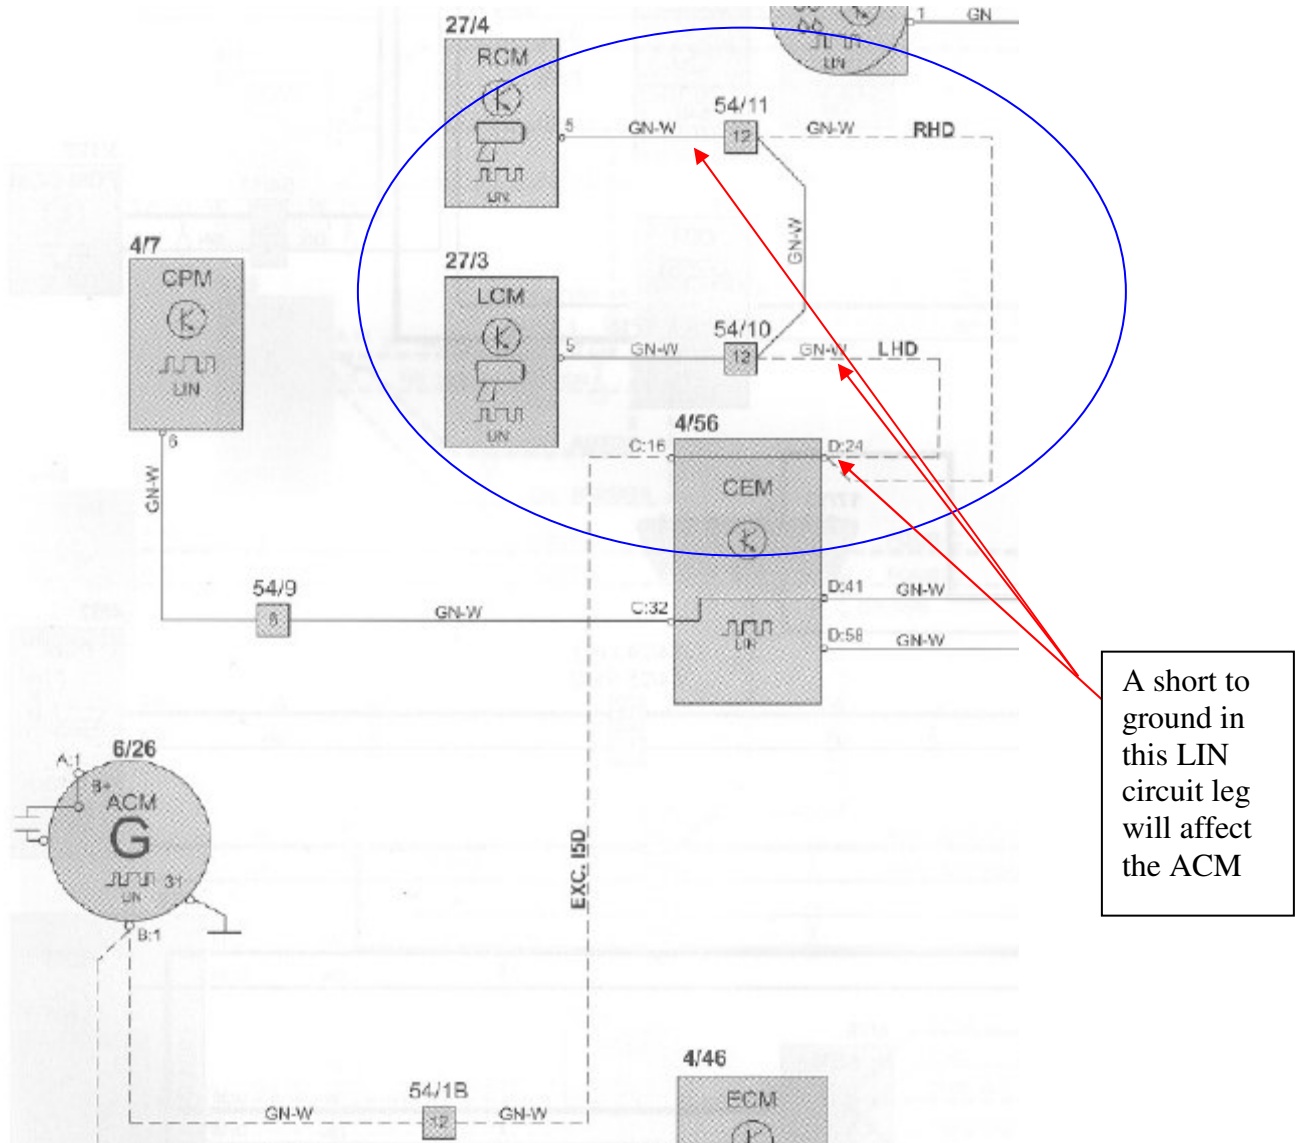 27/4
RCM
LIN
5
GN-W
54/11
12
GN-W
RHD
1
GN
LIN
GN-W
4/7
CPM
LIN
6
GN-W
27/3
LCM
LIN
5
GN-W
54/10
12
GN-W
LHD
4/56
C:16
D:24
CEM
D:41
GN-W
C:32
LIN
D:58
GN-W
54/9
GN-W
A short to
ground in
this LIN
circuit leg
will affect
the ACM
6/26
A:1
B+
ACM
G
LIN
31
B:1
EXC. I5D
GN-W
54/1B
12
GN-W
4/46
ECM